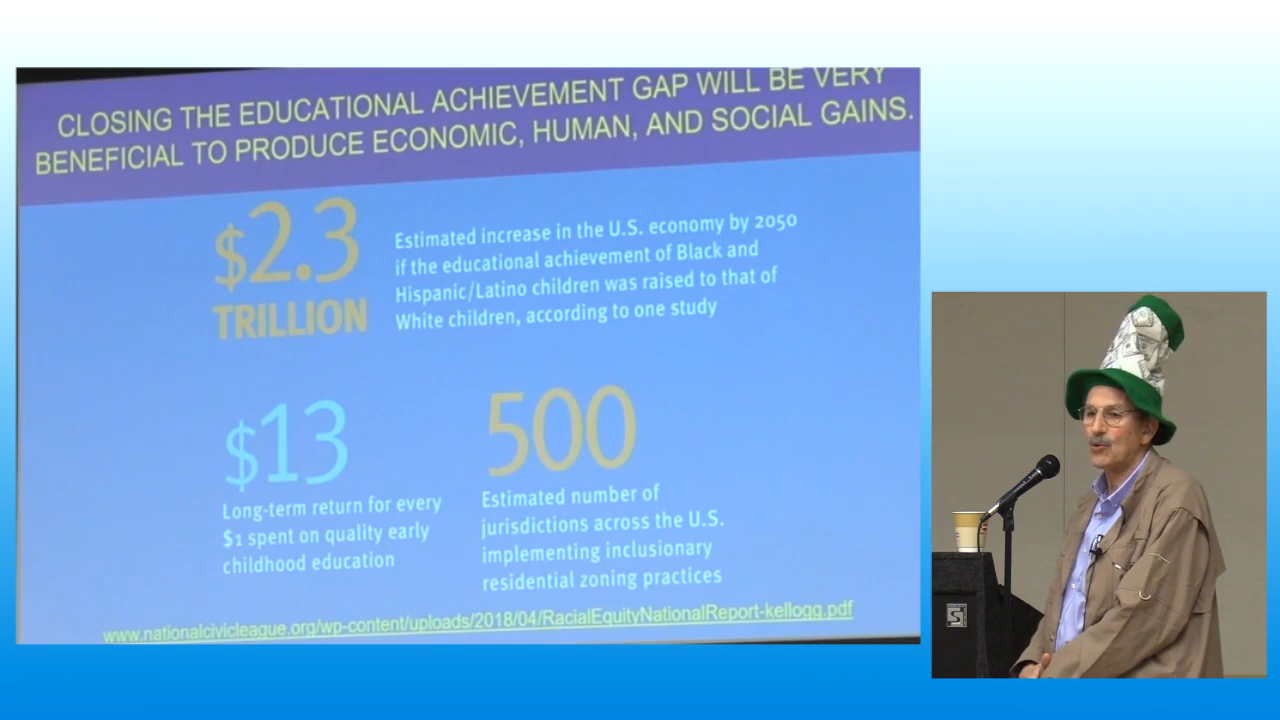 CLOSING THE EDUCATIONAL ACHIEVEMENT GAP WILL BE VERY
BENEFICIAL TO PRODUCE ECONOMIC, HUMAN, AND SOCIAL GAINS.
$2.3
TRILLION
Estimated increase in the U.S. economy by 2050
if the educational achievement of Black and
Hispanic/Latino children was raised to that of
White children, according to one study
$13
Long-term return for every
$1 spent on quality early
childhood education
500
Estimated number of
jurisdictions across the U.S.
implementing inclusionary
residential zoning practices
www.nationalcivicleague.org/wp-content/uploads/2018/04/RacialEquityNationalReport-kellogg.pdf